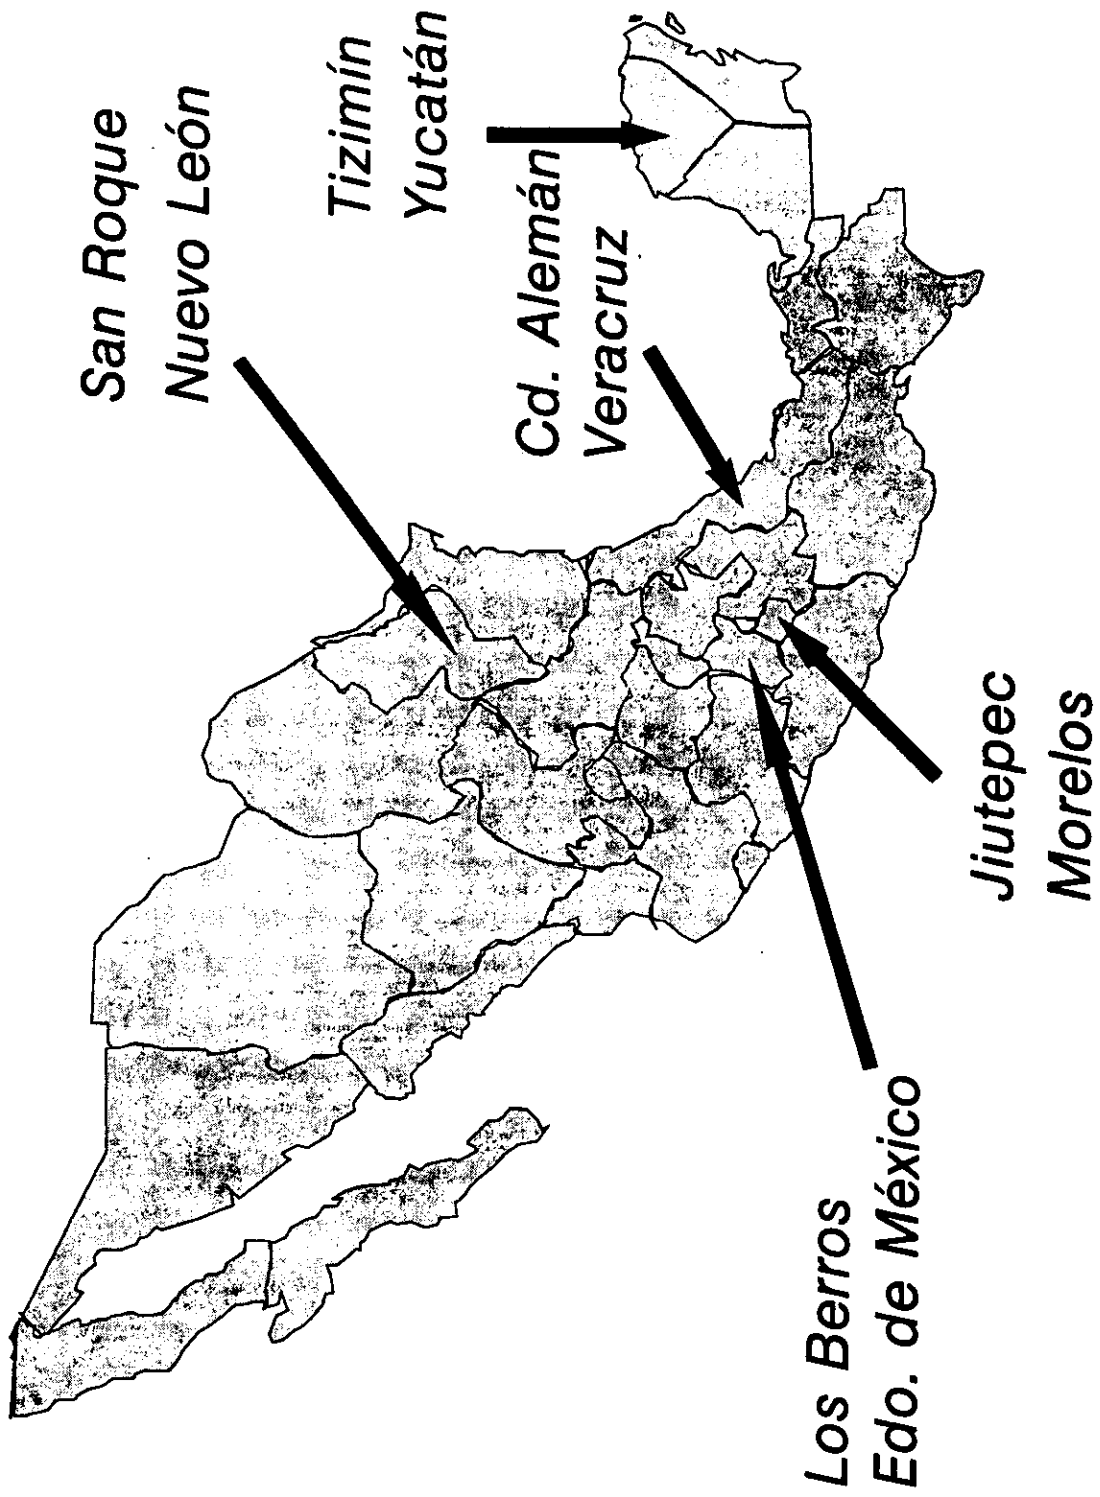 San Roque
Nuevo León
Tizimín
Yucatán
Cd. Alemán
Veracruz
Jiutepec
Morelos
Los Berros
Edo. de México